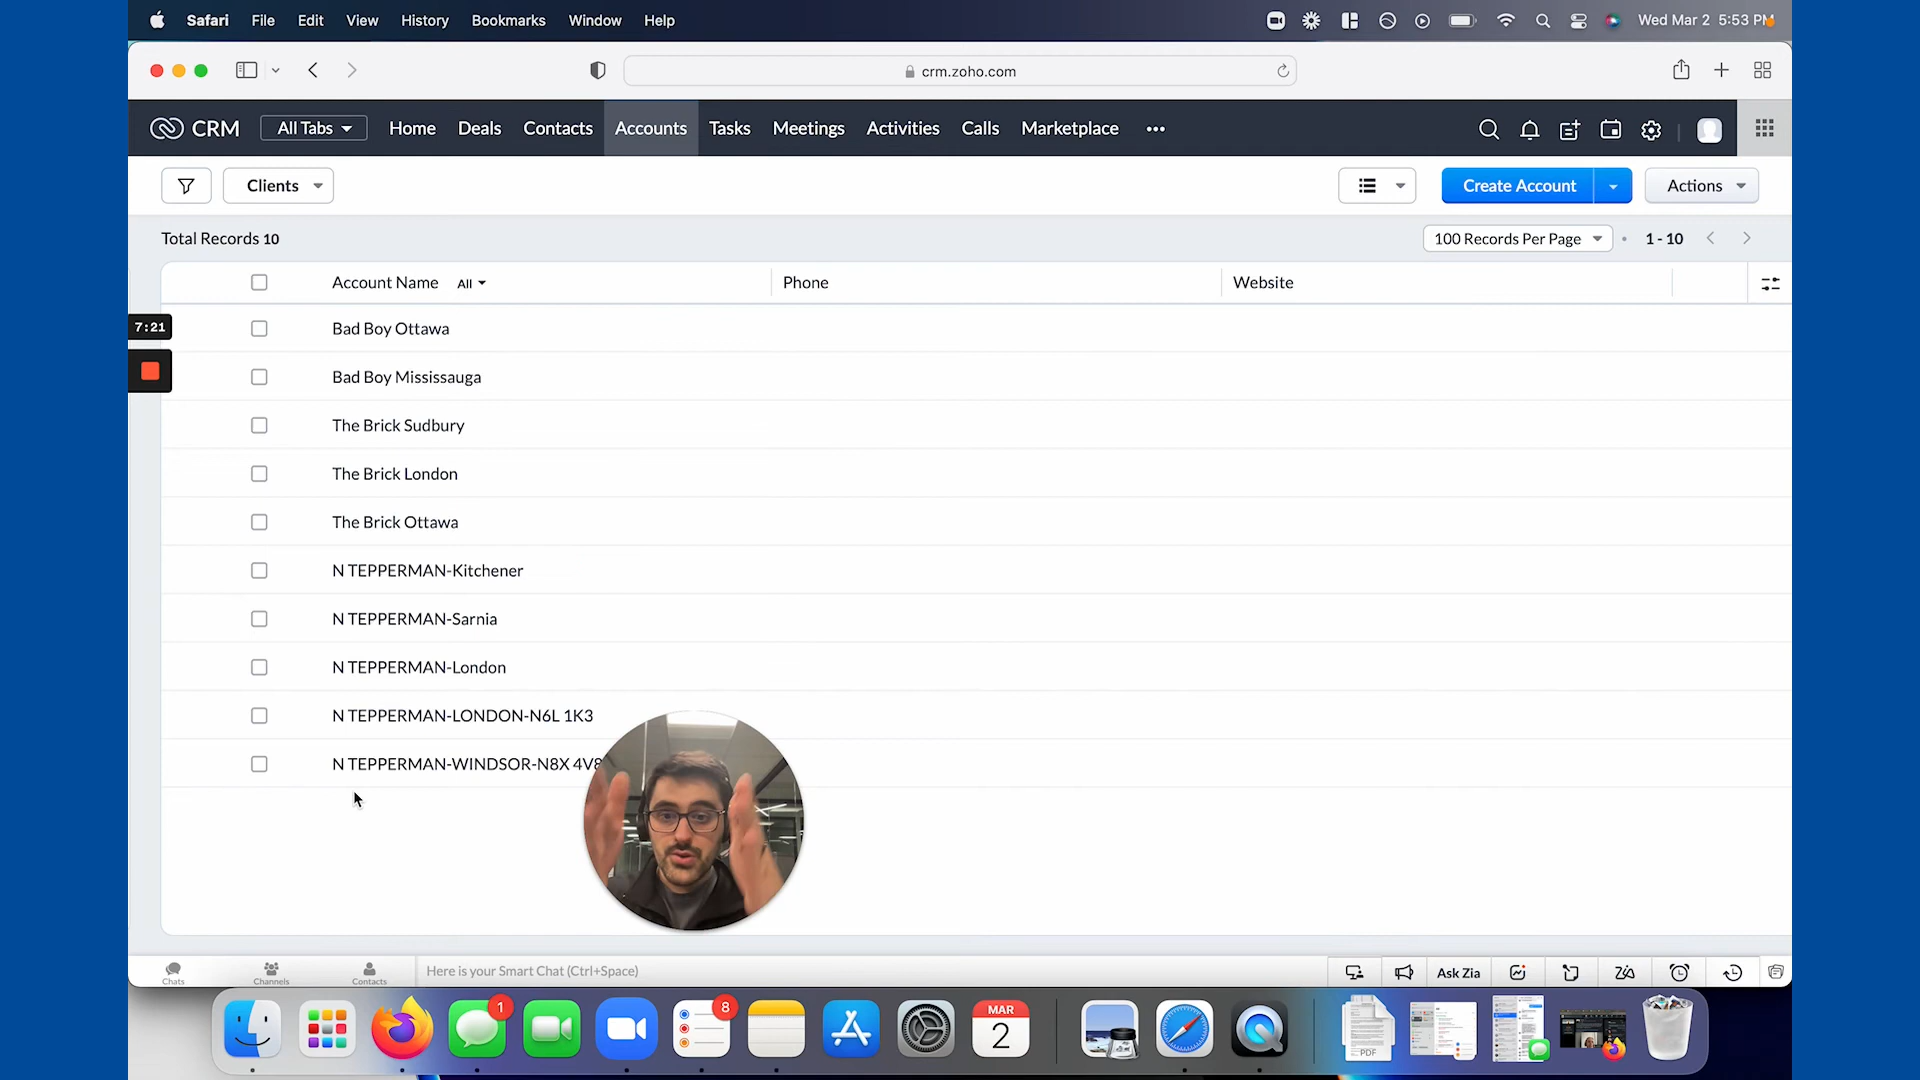 Safari File Edit View History Bookmarks Window Help
Wed Mar 2 5:53 PM
crm.zoho.com
CRM All Tabs Home Deals Contacts Accounts Tasks Meetings Activities Calls Marketplace •••
Clients
Create Account
Actions
Total Records 10
100 Records Per Page • 1 - 10
Account Name All Phone Website
7:21
Bad Boy Ottawa
Bad Boy Mississauga
The Brick Sudbury
The Brick London
The Brick Ottawa
N TEPPERMAN-Kitchener
N TEPPERMAN-Sarnia
N TEPPERMAN-London
N TEPPERMAN-LONDON-N6L 1K3
N TEPPERMAN-WINDSOR-N8X 4V8
Chats Channels Contacts
Here is your Smart Chat (Ctrl+Space)
Ask Zia
1
8
MAR
2
PDF